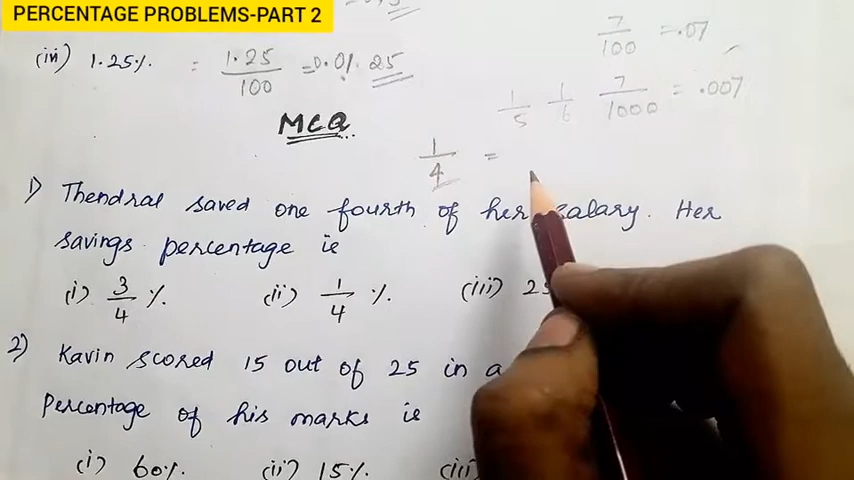 PERCENTAGE PROBLEMS-PART 2
(iv) 1.25% = 1.25/100 = 0.0125
7/100 = .07
1/5 1/6 7/1000 = .007
MCQ
1/4 =
1) Thendral saved one fourth of her salary. Her
savings percentage is
(i) 3/4 % (ii) 1/4 % (iii) 25
2) Kavin scored 15 out of 25 in a
Percentage of his marks is
(i) 60% (ii) 15% (iii)